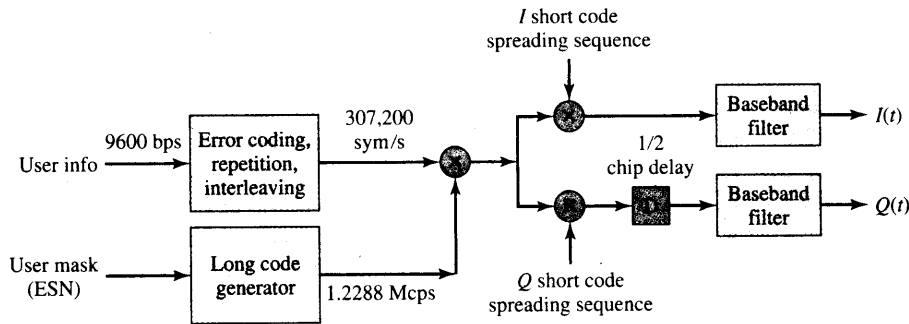 I short code
spreading sequence
307,200
sym/s
9600 bps
User info
Error coding,
repetition,
interleaving
Baseband
filter
I(t)
1/2
chip delay
D
Baseband
filter
Q(t)
User mask
(ESN)
Long code
generator
1.2288 Mcps
Q short code
spreading sequence